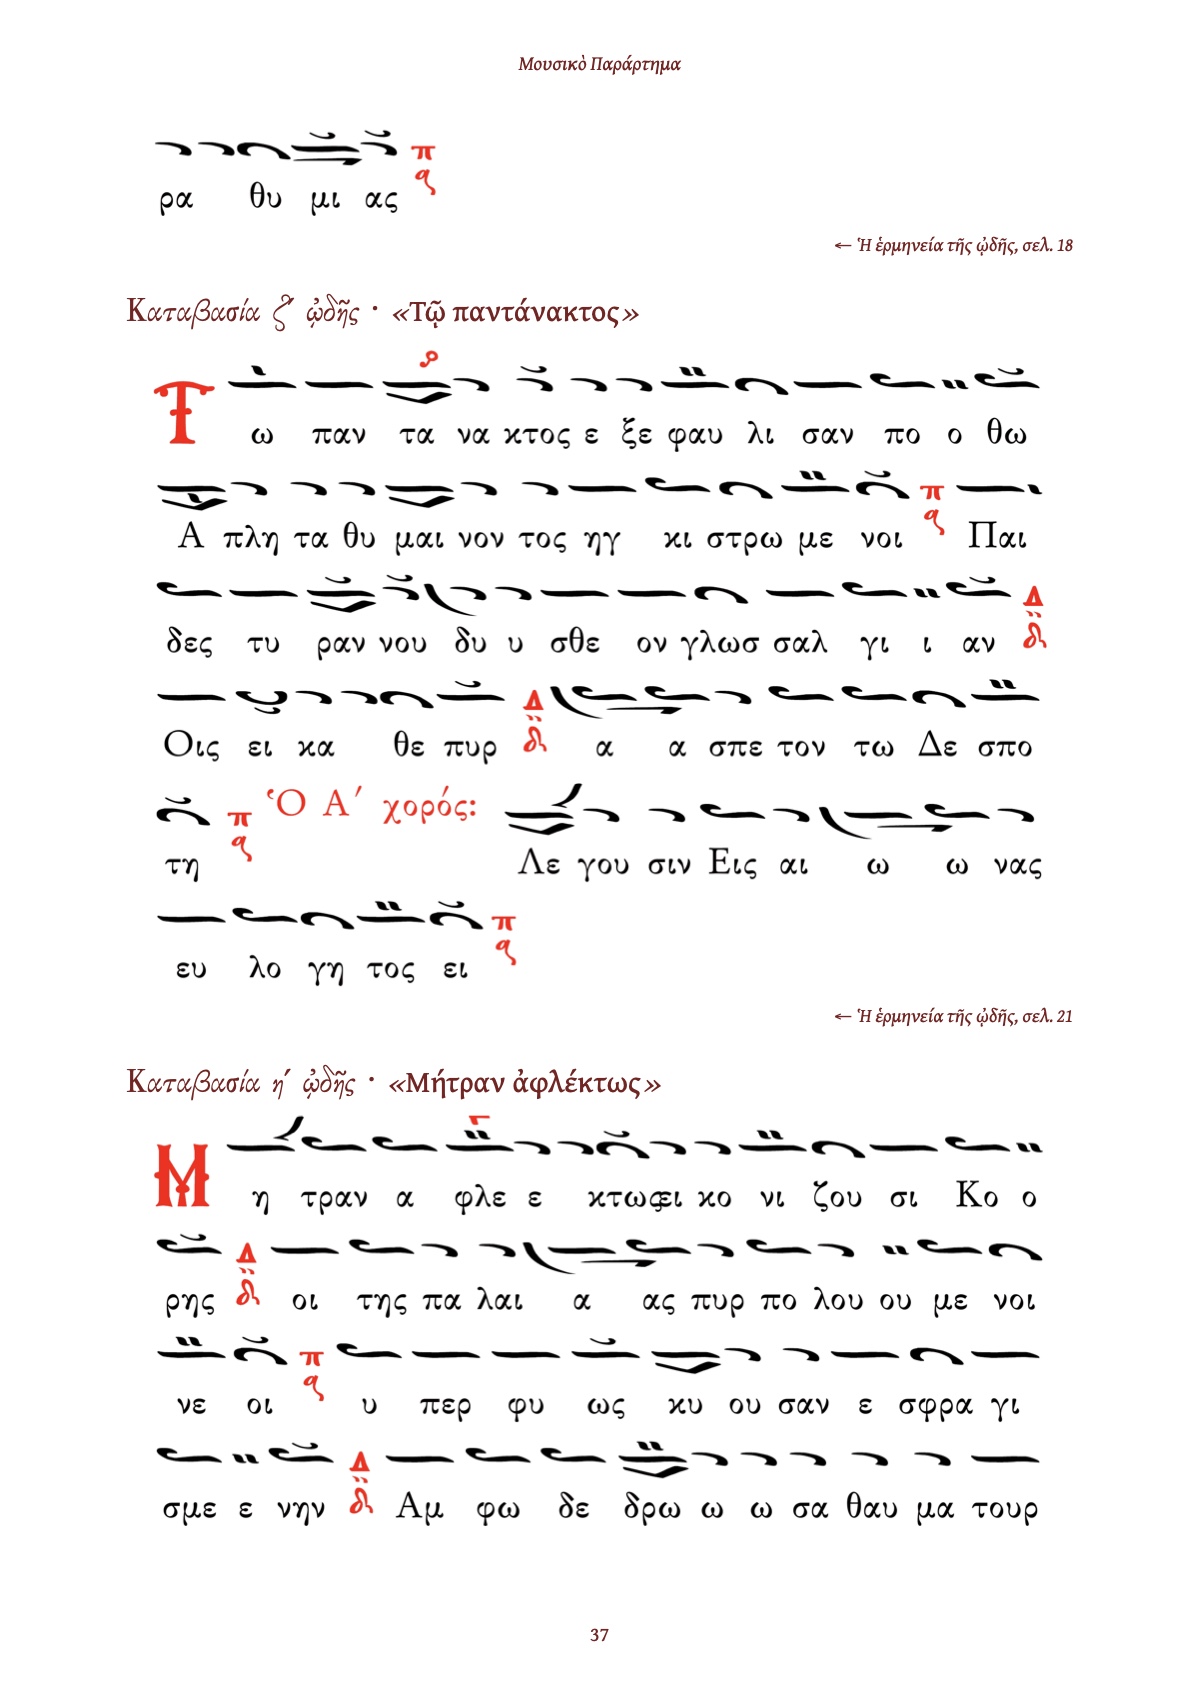 Μουσικὸ Παράρτημα
ρα θυ μι ας π ᾳ
← Ἡ ἑρμηνεία τῆς ᾠδῆς, σελ. 18
Καταβασία ζ΄ ᾠδῆς · «Τῷ παντάνακτος»
Τ ω παν τα να κτος ε ξε φαυ λι σαν πο ο θω
Α πλη τα θυ μαι νον τος ηγ κι στρω με νοι Παι
δες τυ ραν νου δυ υ σθε ον γλωσ σαλ γι ι αν Δ
Οις ει κα θε πυρ Δ α α σπε τον τω Δε σπο
τη Ὁ Α΄ χορός: Λε γου σιν Εις αι ω ω νας
ευ λο γη τος ει
← Ἡ ἑρμηνεία τῆς ᾠδῆς, σελ. 21
Καταβασία η΄ ᾠδῆς · «Μήτραν ἀφλέκτως»
Μ η τραν α φλε ε κτως ει κο νι ζου σι Κο ο
ρης Δ οι της πα λαι α ας πυρ πο λου ου με νοι
νε οι υ περ φυ ως κυ ου σαν ε σφρα γι
σμε ε νην Δ Αμ φω δε δρω ω ω σα θαυ μα τουρ
37